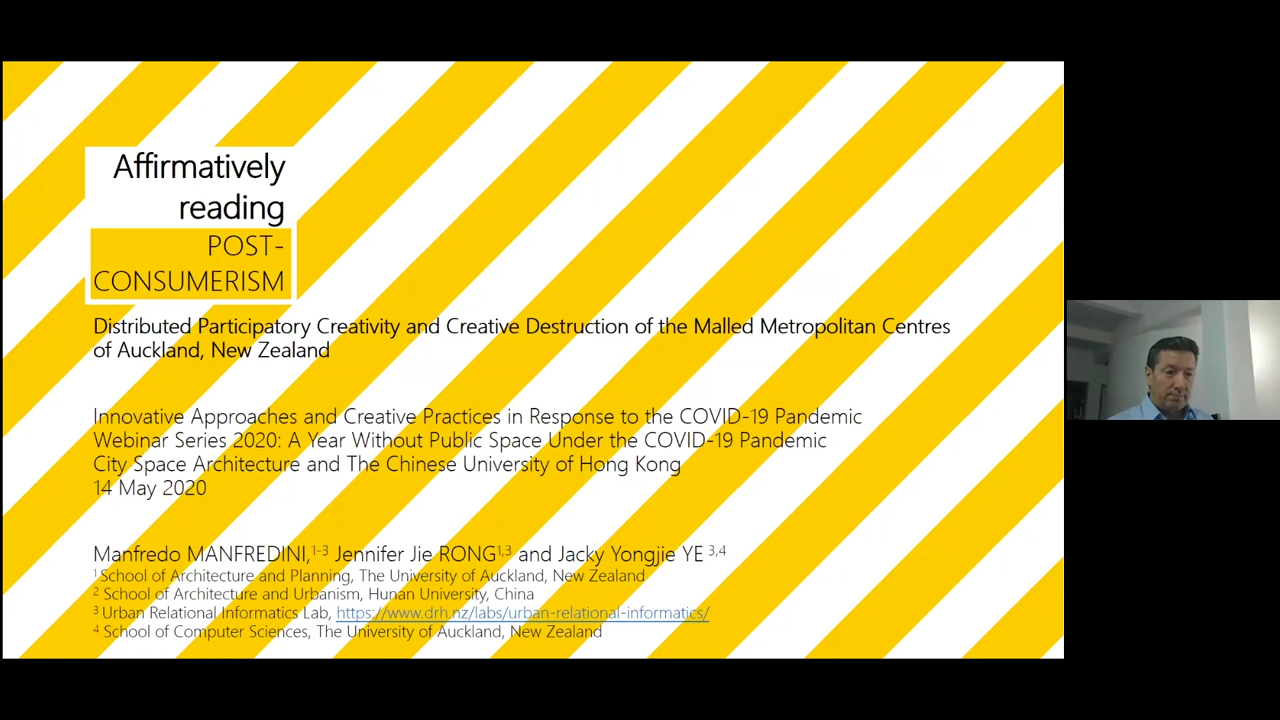 Affirmatively
reading
POST-
CONSUMERISM
Distributed Participatory Creativity and Creative Destruction of the Malled Metropolitan Centres
of Auckland, New Zealand
Innovative Approaches and Creative Practices in Response to the COVID-19 Pandemic
Webinar Series 2020: A Year Without Public Space Under the COVID-19 Pandemic
City Space Architecture and The Chinese University of Hong Kong
14 May 2020
Manfredo MANFREDINI,1-3 Jennifer Jie RONG1,3 and Jacky Yongjie YE 3,4
1 School of Architecture and Planning, The University of Auckland, New Zealand
2 School of Architecture and Urbanism, Hunan University, China
3 Urban Relational Informatics Lab, https://www.drh.nz/labs/urban-relational-informatics/
4 School of Computer Sciences, The University of Auckland, New Zealand